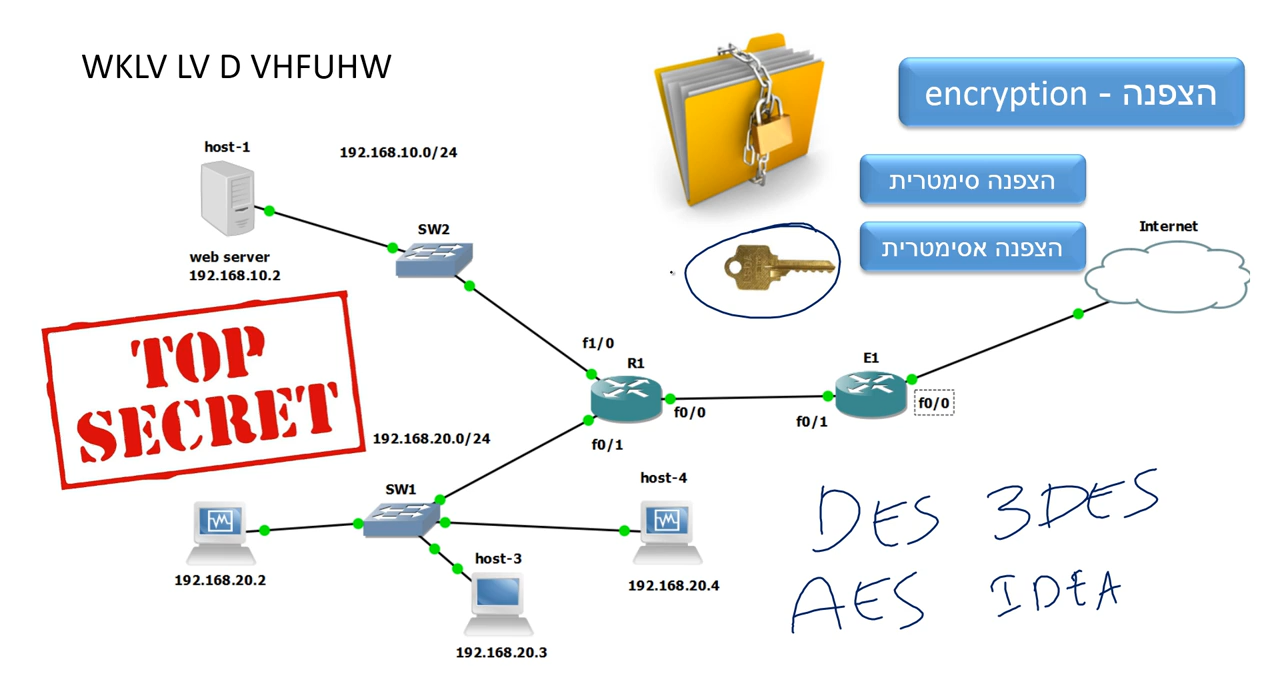 WKLV LV D VHFUHW
encryption - הצפנה
הצפנה סימטרית
הצפנה אסימטרית
host-1
192.168.10.0/24
SW2
web server
192.168.10.2
Internet
TOP
SECRET
f1/0
R1
E1
f0/0
f0/0
f0/1
f0/1
192.168.20.0/24
SW1
host-4
host-3
192.168.20.2
192.168.20.4
192.168.20.3
DES 3DES
AES IDEA